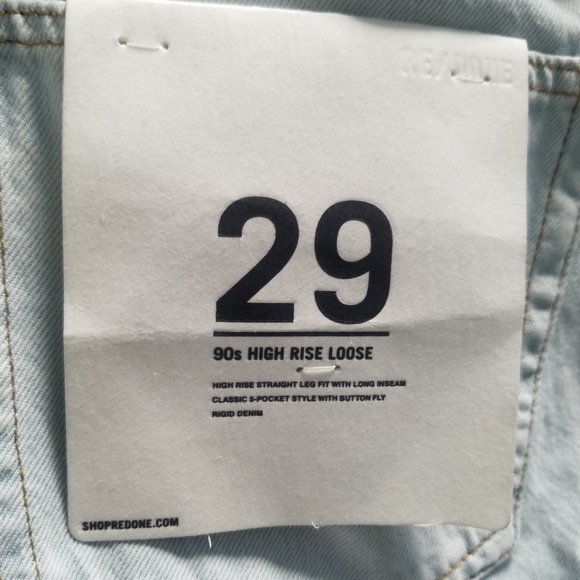 RE/DONE
29
90s HIGH RISE LOOSE
HIGH RISE STRAIGHT LEG FIT WITH LONG INSEAM
CLASSIC 5-POCKET STYLE WITH BUTTON FLY
RIGID DENIM
SHOPREDONE.COM